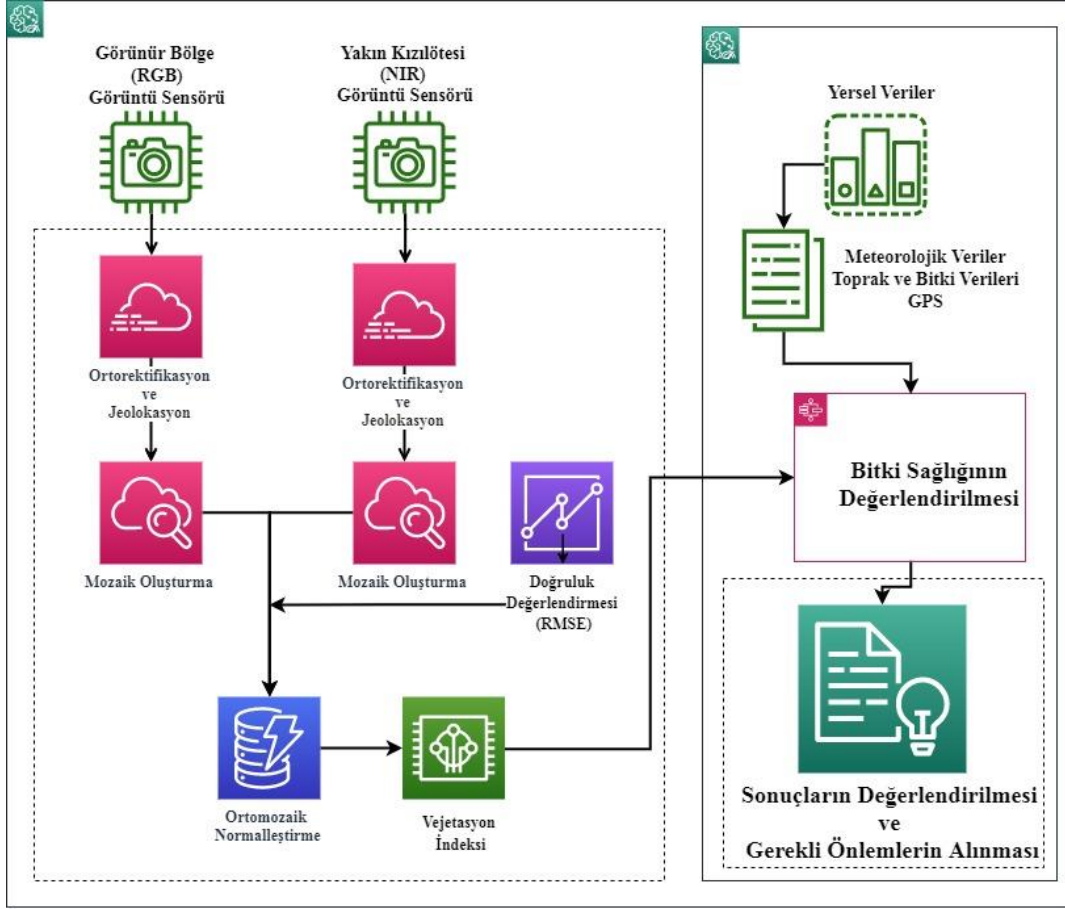 Görünür Bölge
(RGB)
Görüntü Sensörü
Yakın Kızılötesi
(NIR)
Görüntü Sensörü
Ortorektifikasyon
ve
Jeolokasyon
Ortorektifikasyon
ve
Jeolokasyon
Mozaik Oluşturma
Mozaik Oluşturma
Doğruluk
Değerlendirmesi
(RMSE)
Ortomozaik
Normalleştirme
Vejetasyon
İndeksi
Yersel Veriler
Meteorolojik Veriler
Toprak ve Bitki Verileri
GPS
Bitki Sağlığının
Değerlendirilmesi
Sonuçların Değerlendirilmesi
ve
Gerekli Önlemlerin Alınması